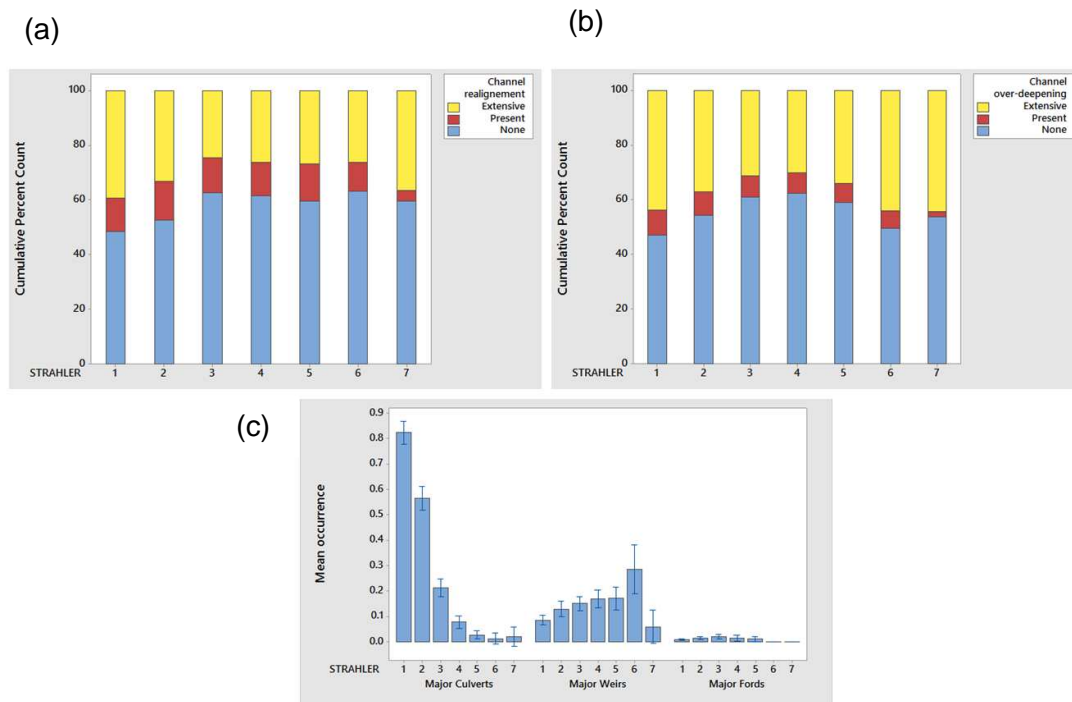 (a)
Channel
realignement
Extensive
Present
None
Cumulative Percent Count
100
80
60
40
20
0
STRAHLER 1 2 3 4 5 6 7
(b)
Channel
over-deepening
Extensive
Present
None
Cumulative Percent Count
100
80
60
40
20
0
STRAHLER 1 2 3 4 5 6 7
(c)
Mean occurrence
0.9
0.8
0.7
0.6
0.5
0.4
0.3
0.2
0.1
0.0
STRAHLER 1 2 3 4 5 6 7 1 2 3 4 5 6 7 1 2 3 4 5 6 7
Major Culverts Major Weirs Major Fords